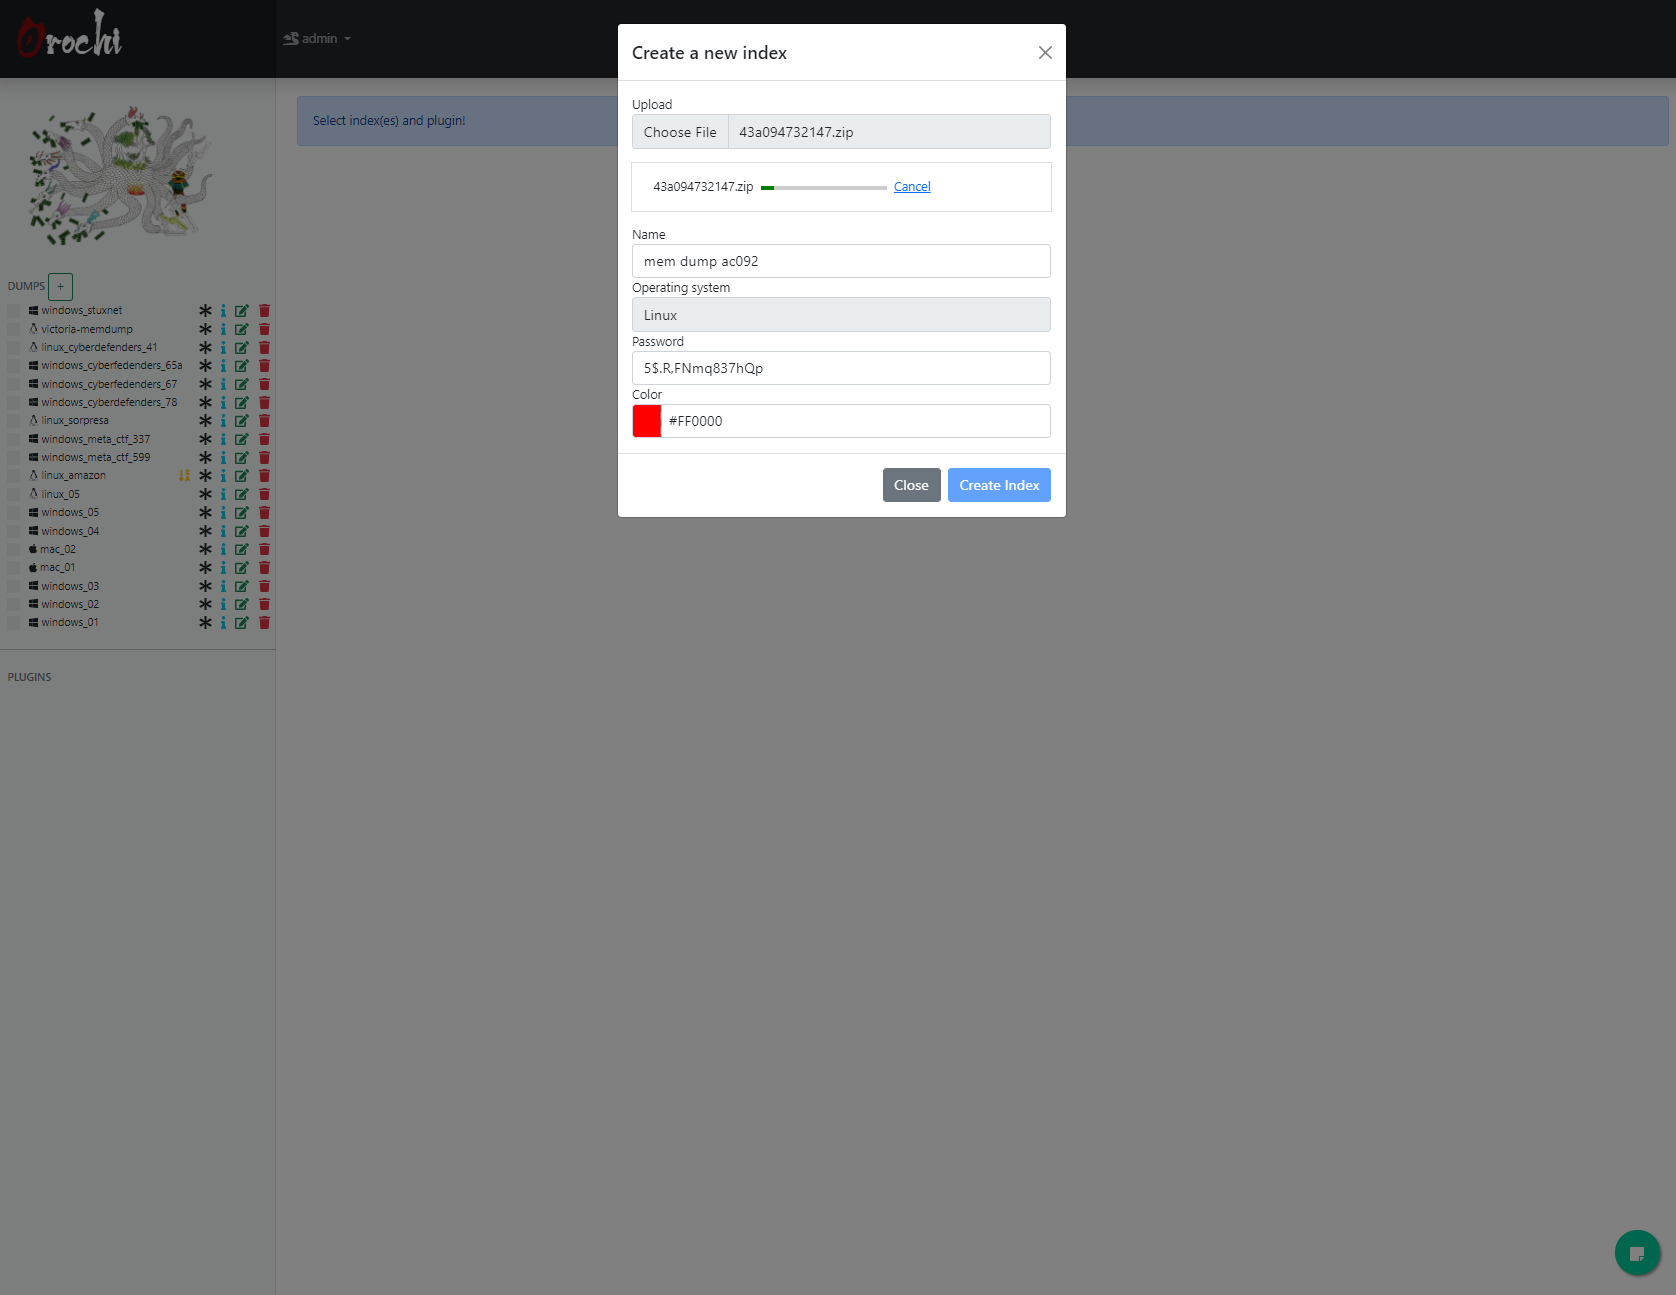 Orochi
admin
Create a new index
Select index(es) and plugin!
Upload
Choose File 43a094732147.zip
43a094732147.zip Cancel
Name
mem dump ac092
Operating system
Linux
Password
5$.R,FNmq837hQp
Color
#FF0000
Close Create Index
DUMPS +
windows_stuxnet
victoria-memdump
linux_cyberdefenders_41
windows_cyberfedenders_65a
windows_cyberfedenders_67
windows_cyberdefenders_78
linux_sorpresa
windows_meta_ctf_337
windows_meta_ctf_599
linux_amazon
linux_05
windows_05
windows_04
mac_02
mac_01
windows_03
windows_02
windows_01
PLUGINS